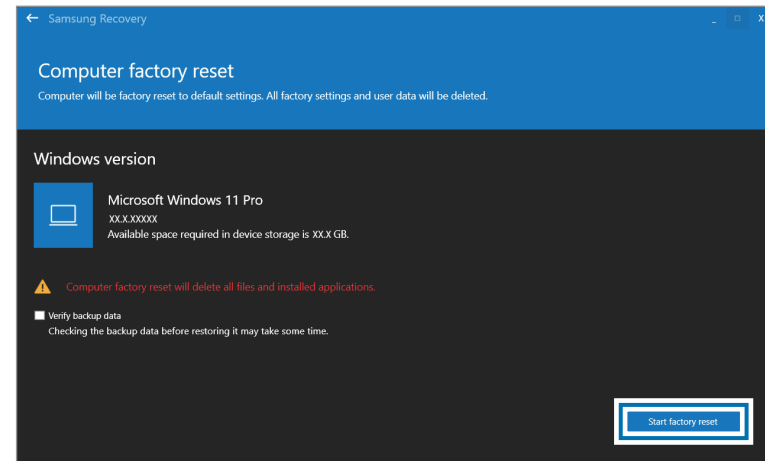 Samsung Recovery
Computer factory reset
Computer will be factory reset to default settings. All factory settings and user data will be deleted.
Windows version
Microsoft Windows 11 Pro
XX.X.XXXXX
Available space required in device storage is XX.X GB.
Computer factory reset will delete all files and installed applications.
Verify backup data
Checking the backup data before restoring it may take some time.
Start factory reset